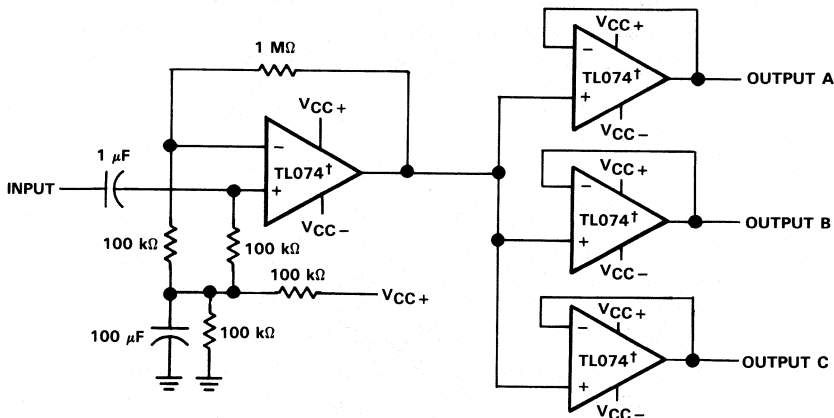 1 MΩ
VCC+
−
TL074†
+
VCC−
1 μF
INPUT
100 kΩ
100 kΩ
100 kΩ
VCC+
100 μF
100 kΩ
VCC+
−
TL074†
+
VCC−
OUTPUT A
VCC+
−
TL074†
+
VCC−
OUTPUT B
VCC+
−
TL074†
+
VCC−
OUTPUT C